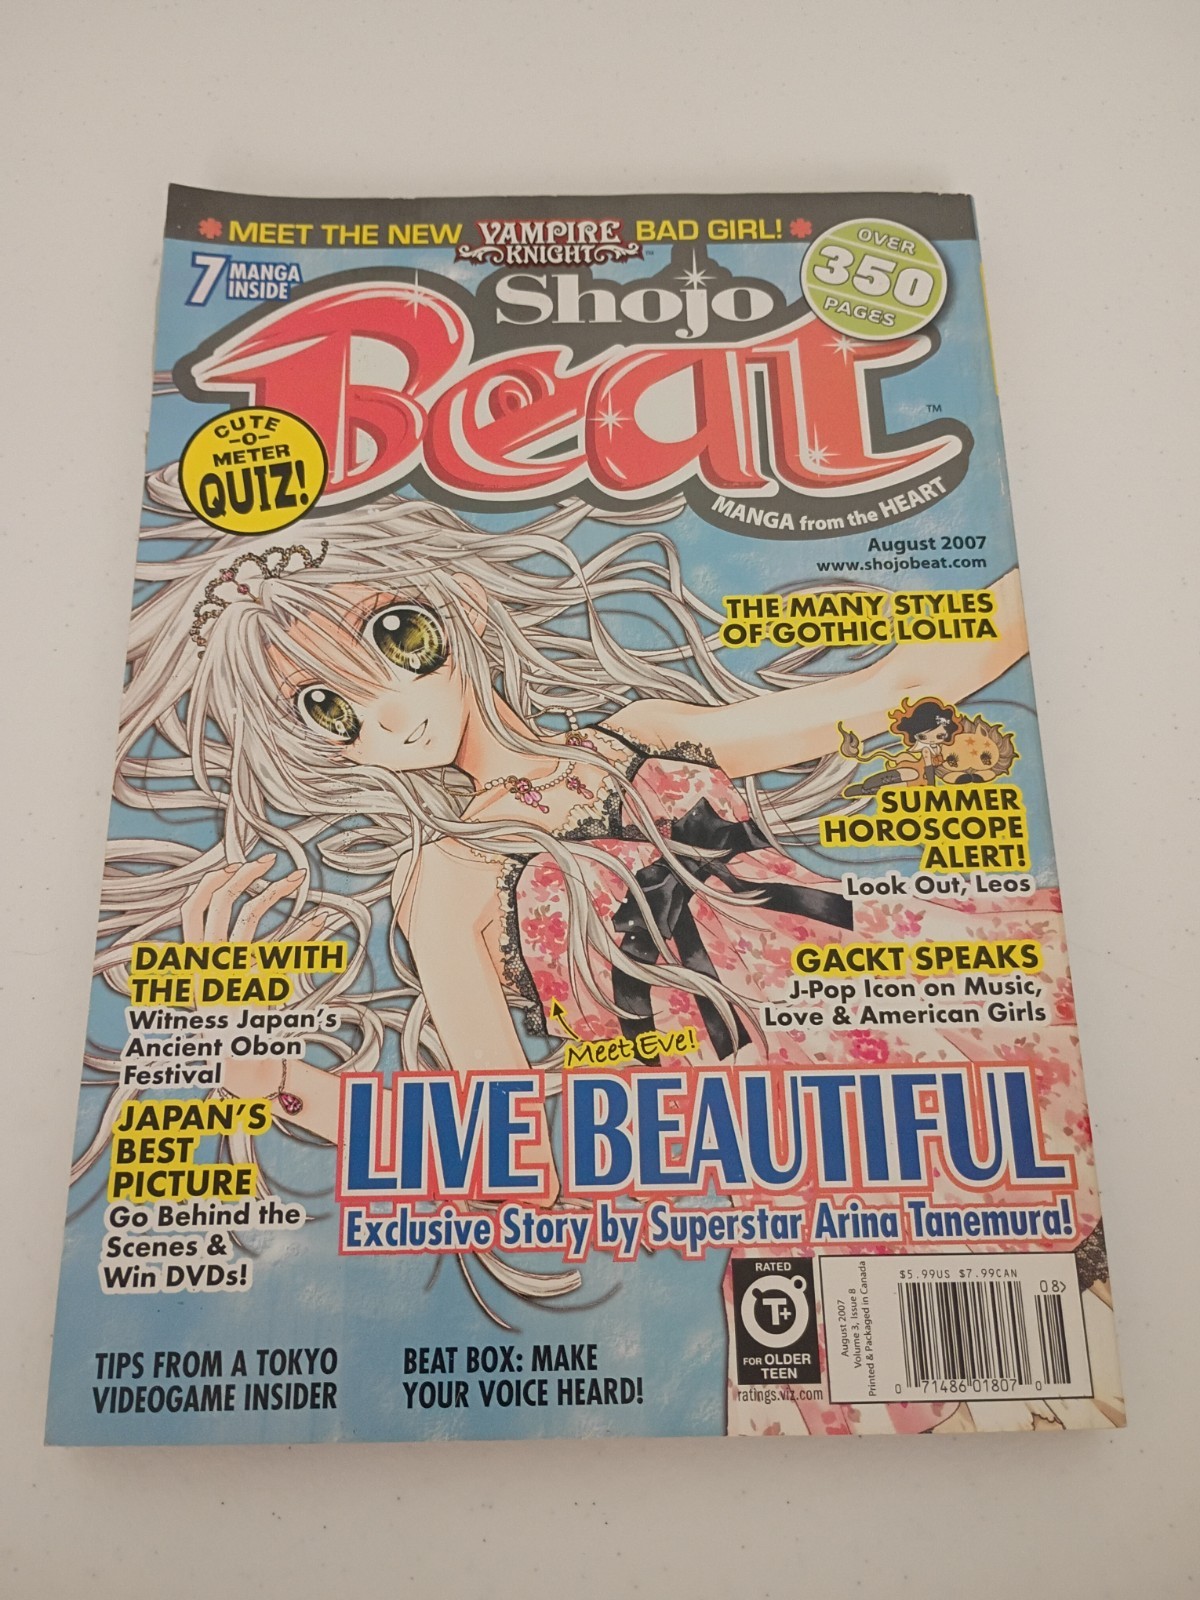 MEET THE NEW VAMPIRE KNIGHT™ BAD GIRL!
7 MANGA INSIDE
OVER
350
PAGES
Shojo
Beat™
MANGA from the HEART
CUTE
-O-
METER
QUIZ!
August 2007
www.shojobeat.com
THE MANY STYLES
OF GOTHIC LOLITA
SUMMER
HOROSCOPE
ALERT!
Look Out, Leos
DANCE WITH
THE DEAD
Witness Japan's
Ancient Obon
Festival
GACKT SPEAKS
J-Pop Icon on Music,
Love & American Girls
Meet Eve!
LIVE BEAUTIFUL
Exclusive Story by Superstar Arina Tanemura!
JAPAN'S
BEST
PICTURE
Go Behind the
Scenes &
Win DVDs!
TIPS FROM A TOKYO
VIDEOGAME INSIDER
BEAT BOX: MAKE
YOUR VOICE HEARD!
RATED
T+
FOR OLDER
TEEN
ratings.viz.com
August 2007
Volume 3, Issue 8
Printed & Packaged in Canada
$5.99US $7.99CAN
08>
0 71486 01807 0